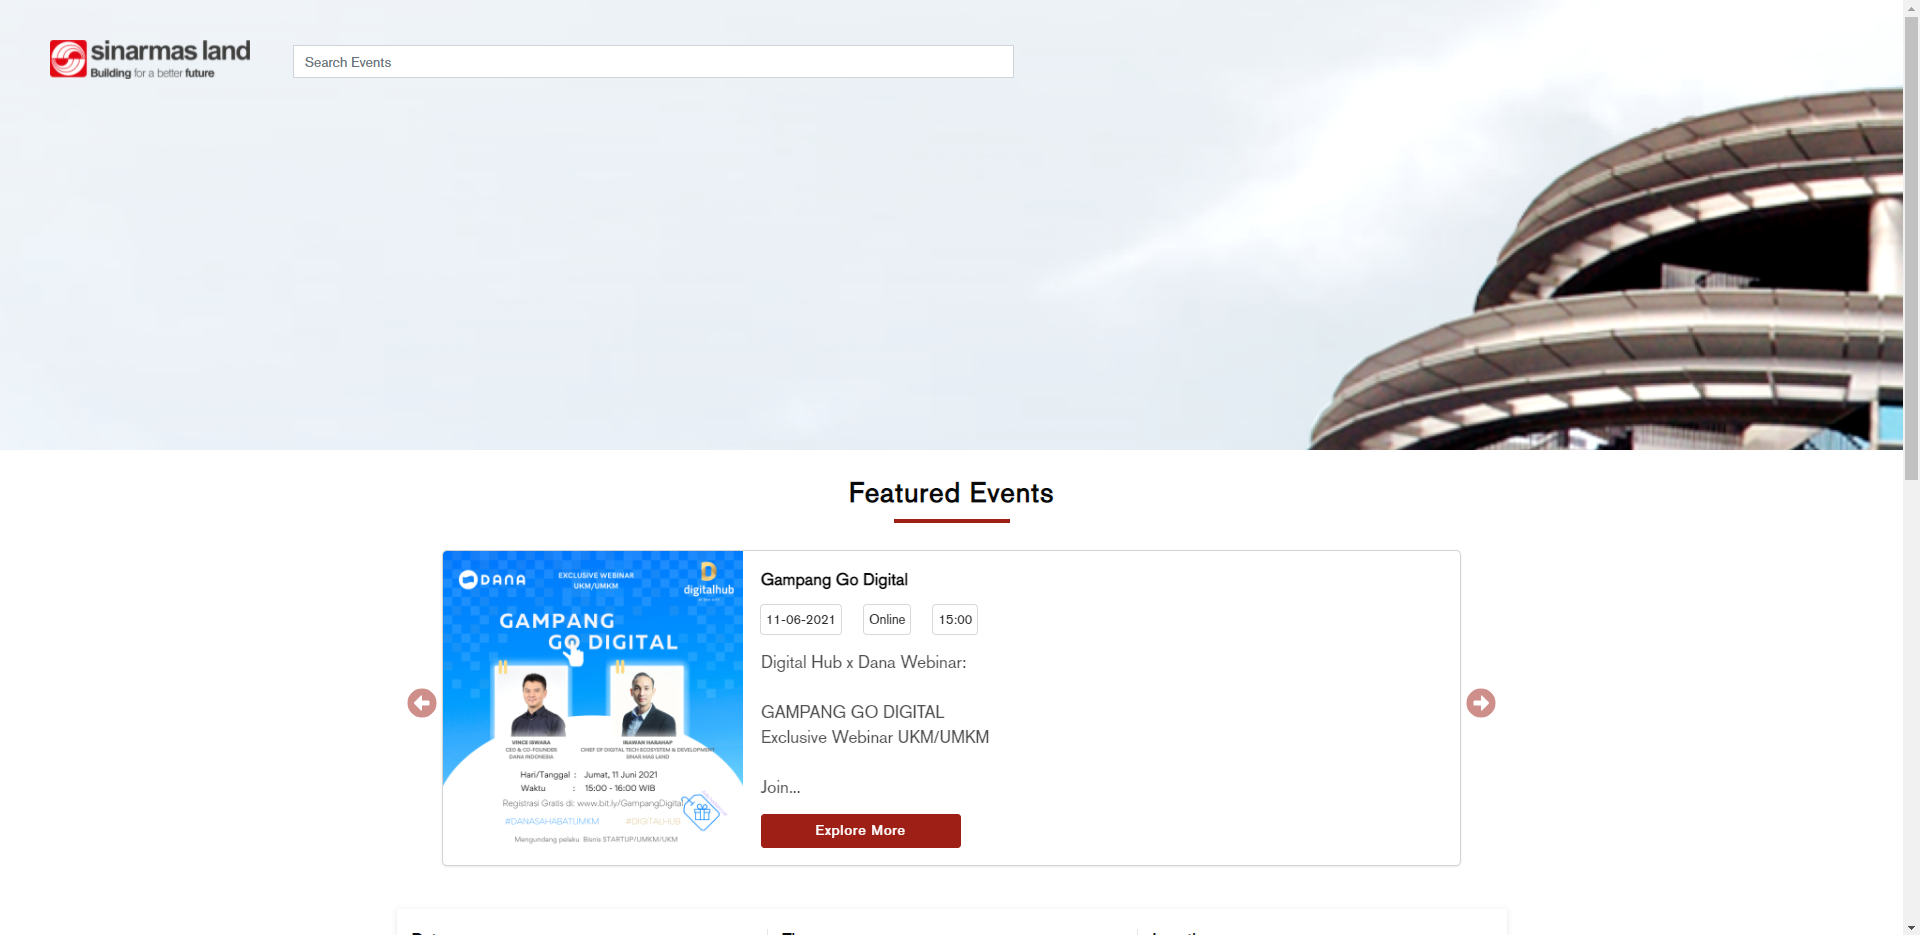 sinarmas land
Building for a better future
Search Events
Featured Events
DANA
EXCLUSIVE WEBINAR
UKM/UMKM
digitalhub
GAMPANG
GO DIGITAL
VINCE ISWARA
CEO & CO-FOUNDER
DANA INDONESIA
IRAWAN HARAHAP
CHIEF OF DIGITAL TECH ECOSYSTEM & DEVELOPMENT
SINAR MAS LAND
Hari/Tanggal : Jumat, 11 Juni 2021
Waktu : 15:00 - 16:00 WIB
Registrasi Gratis di: www.bit.ly/GampangDigital
#DANASAHABATUMKM #DIGITALHUB
Mengundang pelaku Bisnis STARTUP/UMKM/UKM
Gampang Go Digital
11-06-2021
Online
15:00
Digital Hub x Dana Webinar:
GAMPANG GO DIGITAL
Exclusive Webinar UKM/UMKM
Join...
Explore More